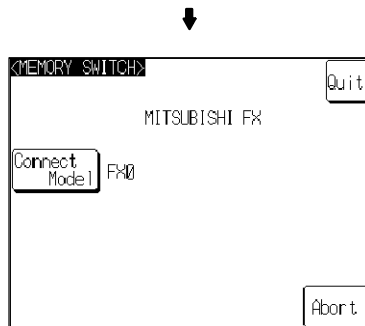 <MEMORY SWITCH>
Quit
MITSUBISHI FX
Connect
Model
FX0
Abort